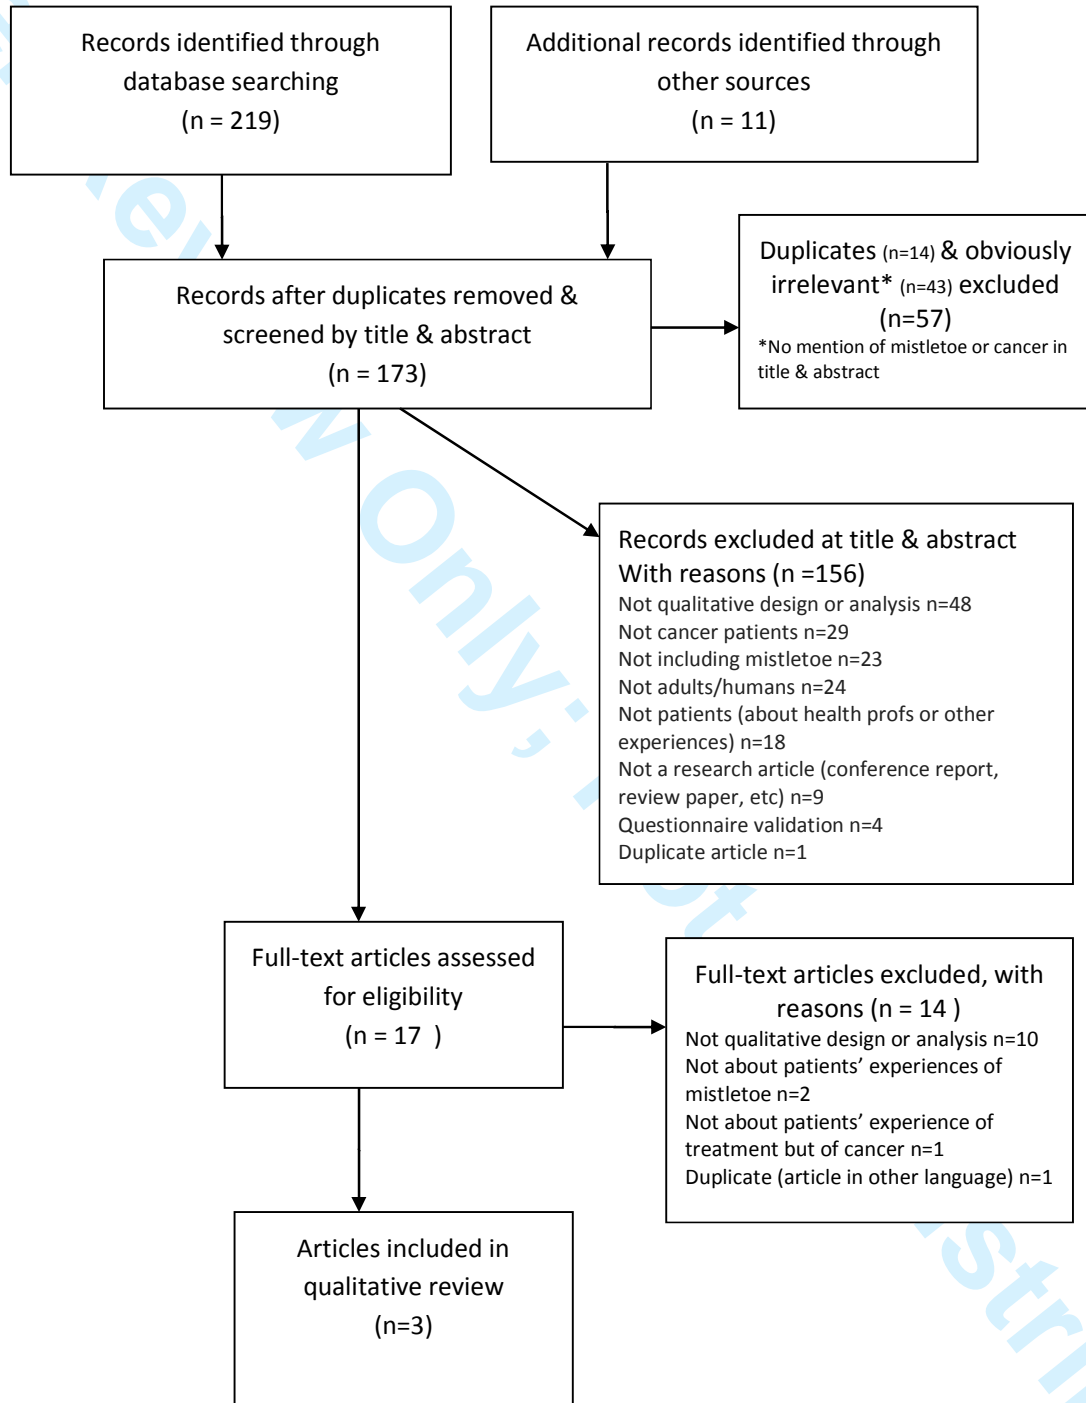 Records identified through
database searching
(n = 219)
Additional records identified through
other sources
(n = 11)
Duplicates (n=14) & obviously
irrelevant* (n=43) excluded
(n=57)
*No mention of mistletoe or cancer in
title & abstract
Records after duplicates removed &
screened by title & abstract
(n = 173)
Records excluded at title & abstract
With reasons (n =156)
Not qualitative design or analysis n=48
Not cancer patients n=29
Not including mistletoe n=23
Not adults/humans n=24
Not patients (about health profs or other
experiences) n=18
Not a research article (conference report,
review paper, etc) n=9
Questionnaire validation n=4
Duplicate article n=1
Full-text articles assessed
for eligibility
(n = 17 )
Full-text articles excluded, with
reasons (n = 14 )
Not qualitative design or analysis n=10
Not about patients’ experiences of
mistletoe n=2
Not about patients’ experience of
treatment but of cancer n=1
Duplicate (article in other language) n=1
Articles included in
qualitative review
(n=3)